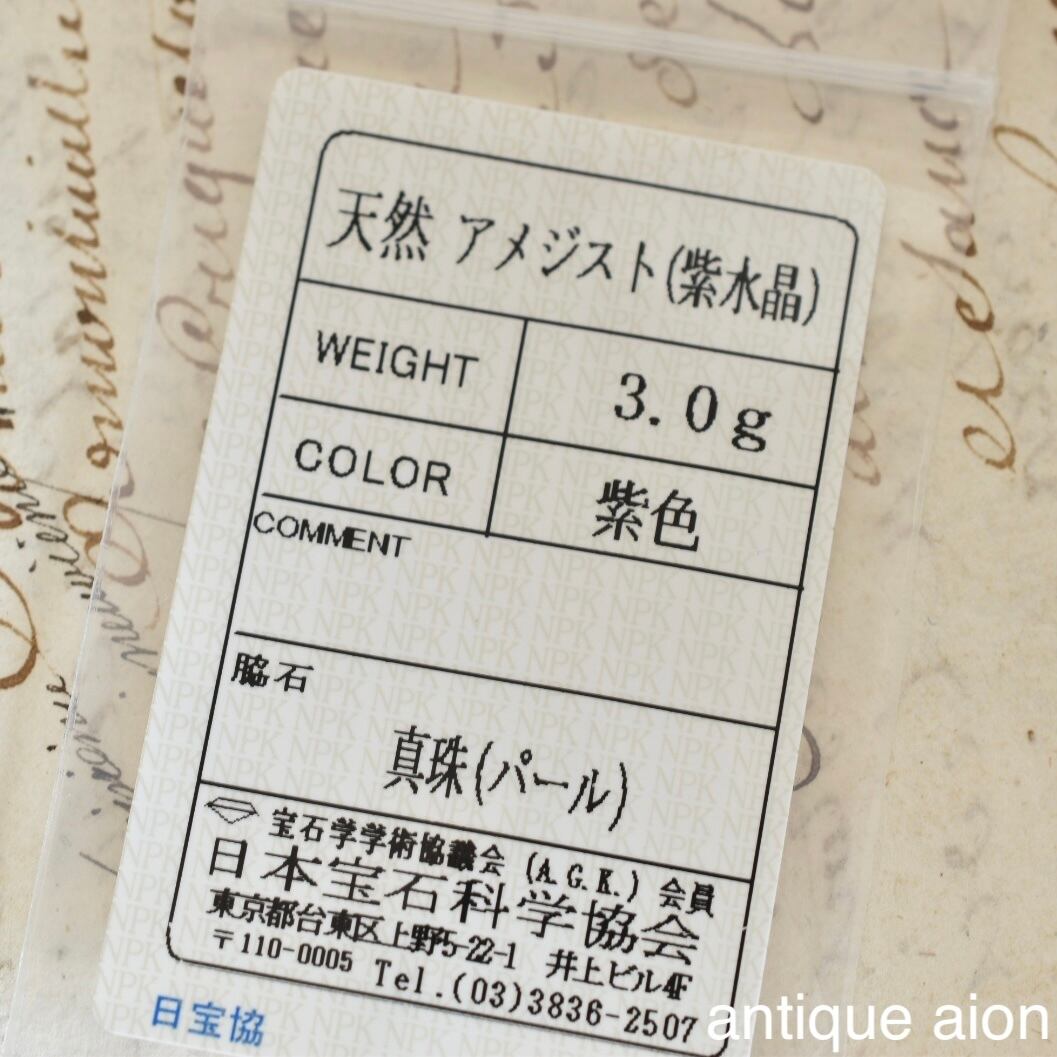 天然 アメジスト(紫水晶)
WEIGHT 3.0g
COLOR 紫色
COMMENT
脇石
真珠(パール)
宝石学学術協議会 (A.G.K.) 会員
日本宝石科学協会
東京都台東区上野5-22-1 井上ビル4F
〒110-0005 Tel.(03)3836-2507
日宝協
antique aion